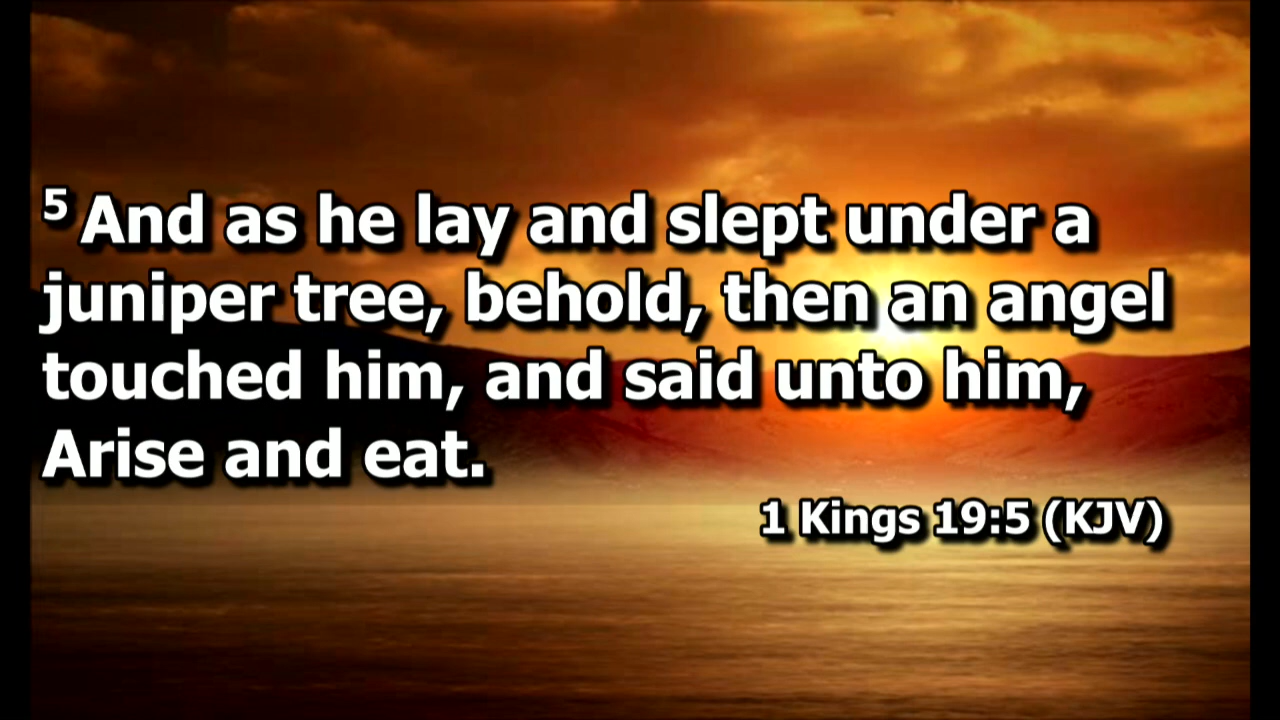 5 And as he lay and slept under a
juniper tree, behold, then an angel
touched him, and said unto him,
Arise and eat.
1 Kings 19:5 (KJV)